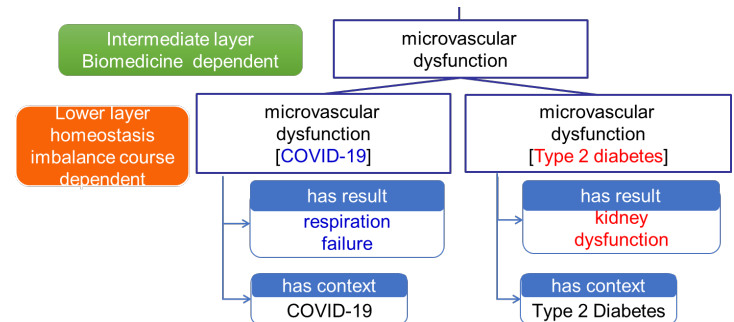 Intermediate layer
Biomedicine dependent
microvascular
dysfunction
Lower layer
homeostasis
imbalance course
dependent
microvascular
dysfunction
[COVID-19]
microvascular
dysfunction
[Type 2 diabetes]
has result
respiration
failure
has result
kidney
dysfunction
has context
COVID-19
has context
Type 2 Diabetes